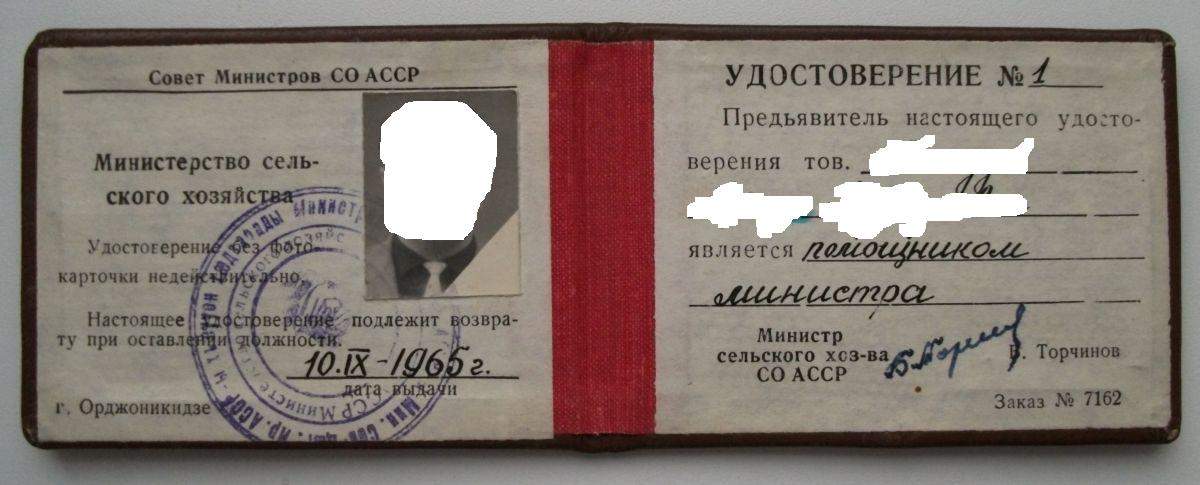 Совет Министров СО АССР
Министерство сель-
ского хозяйства
Удостоверение без фото-
карточки недействительно.
Настоящее удостоверение подлежит возвра-
ту при оставлении должности.
10.IX-1965 г.
дата выдачи
г. Орджоникидзе
УДОСТОВЕРЕНИЕ № 1
Предьявитель настоящего удосто-
верения тов.
является помощником
министра
Министр
сельского хоз-ва
СО АССР
В. Торчинов
Заказ № 7162